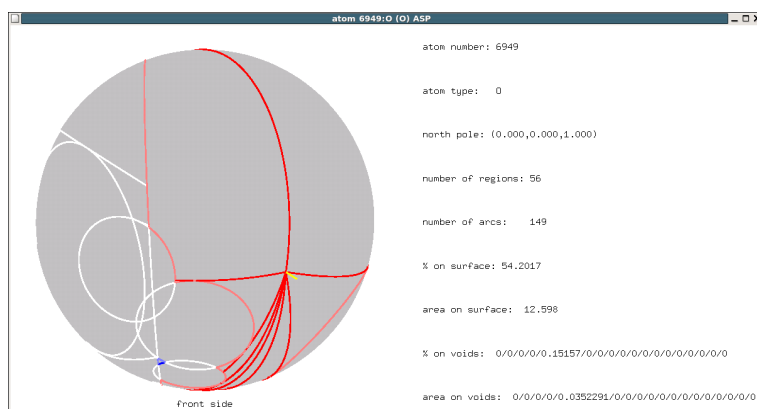 atom 6949:O (O) ASP
atom number: 6949
atom type: O
north pole: (0.000,0.000,1.000)
number of regions: 56
number of arcs: 149
% on surface: 54.2017
area on surface: 12.598
% on voids: 0/0/0/0/0.15157/0/0/0/0/0/0/0/0/0/0/0/0
area on voids: 0/0/0/0/0.0352291/0/0/0/0/0/0/0/0/0/0/0/0
front side